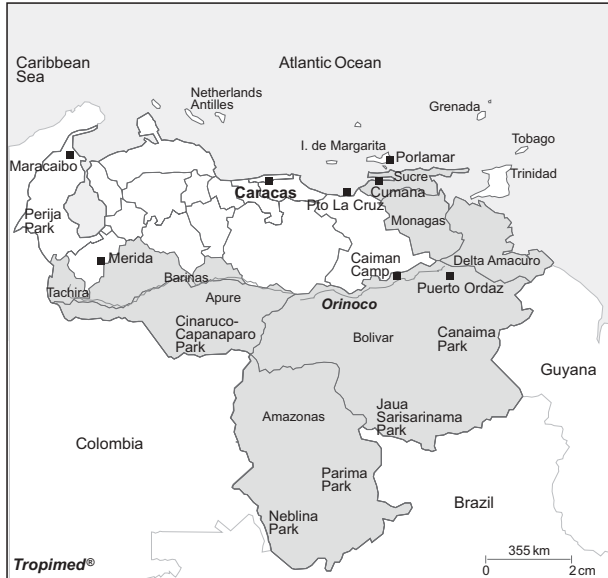 Caribbean
Sea
Atlantic Ocean
Netherlands
Antilles
Grenada
I. de Margarita
Tobago
Maracaibo
Porlamar
Trinidad
Sucre
Caracas
Cumana
Pto La Cruz
Perija
Park
Monagas
Merida
Caiman
Camp
Delta Amacuro
Barinas
Tachira
Apure
Orinoco
Puerto Ordaz
Cinaruco-
Capanaparo
Park
Bolivar
Canaima
Park
Guyana
Amazonas
Jaua
Sarisarinama
Park
Colombia
Parima
Park
Neblina
Park
Brazil
Tropimed®
355 km
0 2 cm